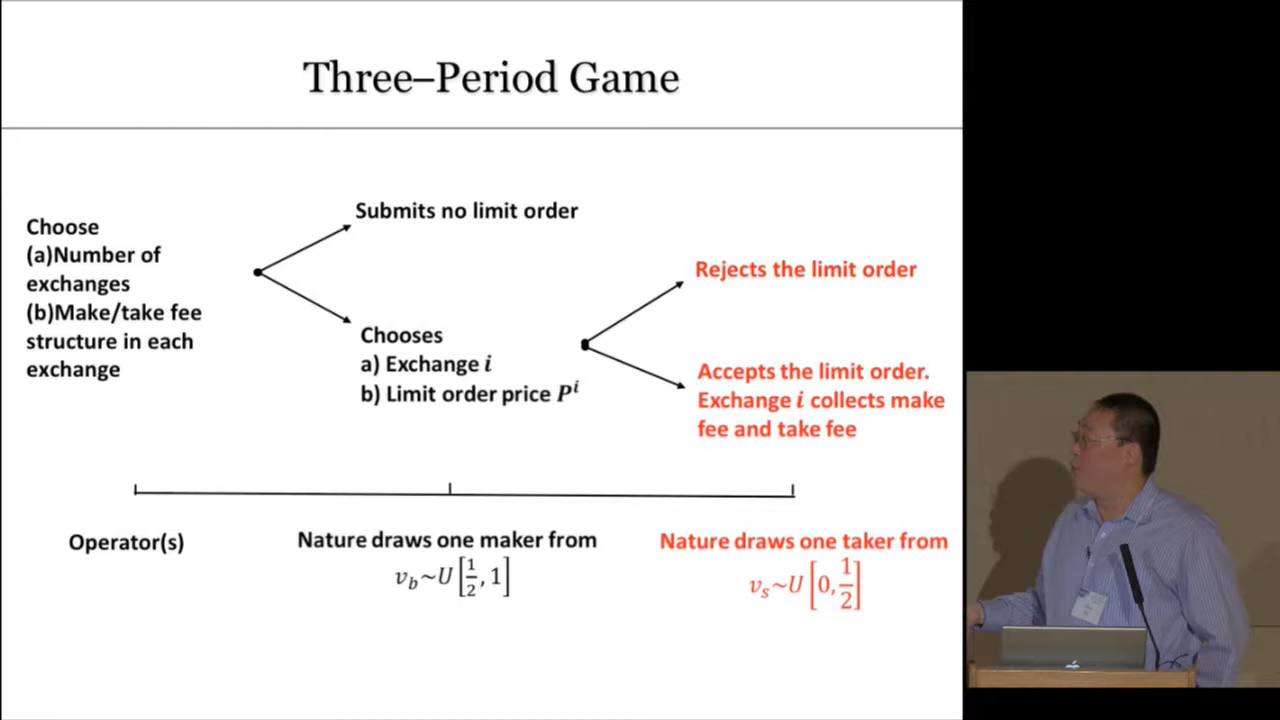 Three–Period Game
Choose
(a)Number of
exchanges
(b)Make/take fee
structure in each
exchange
Submits no limit order
Chooses
a) Exchange i
b) Limit order price Pⁱ
Rejects the limit order
Accepts the limit order.
Exchange i collects make
fee and take fee
Operator(s)
Nature draws one maker from
v_b~U[1/2, 1]
Nature draws one taker from
v_s~U[0, 1/2]